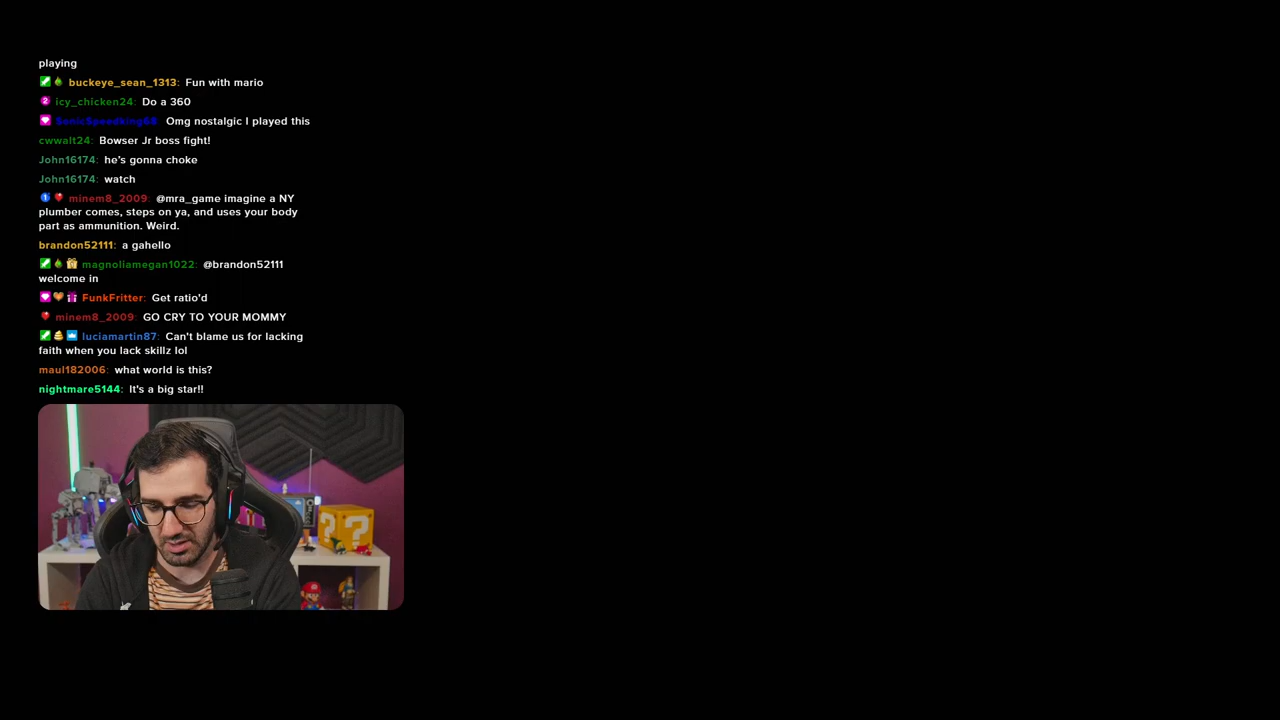 playing
buckeye_sean_1313: Fun with mario
icy_chicken24: Do a 360
SonicSpeedking68: Omg nostalgic I played this
cwwalt24: Bowser Jr boss fight!
John16174: he's gonna choke
John16174: watch
minem8_2009: @mra_game imagine a NY
plumber comes, steps on ya, and uses your body
part as ammunition. Weird.
brandon52111: a gahello
magnoliamegan1022: @brandon52111
welcome in
FunkFritter: Get ratio'd
minem8_2009: GO CRY TO YOUR MOMMY
luciamartin87: Can't blame us for lacking
faith when you lack skillz lol
maul182006: what world is this?
nightmare5144: It's a big star!!